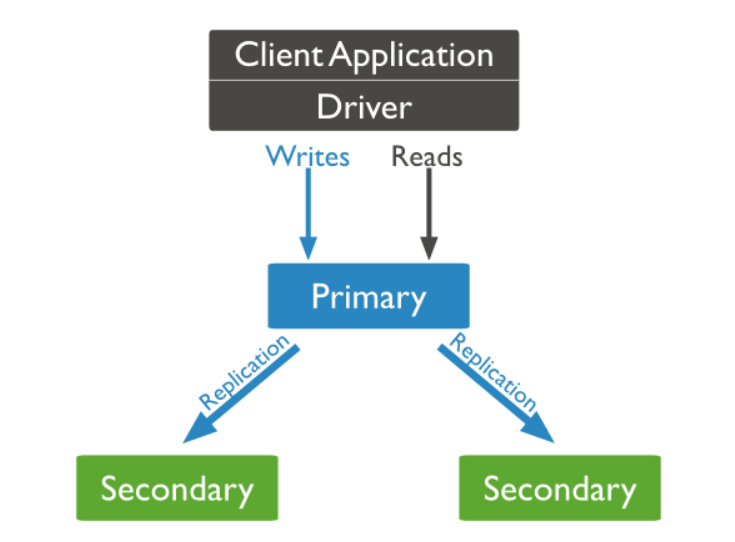 Client Application
Driver
Writes
Reads
Primary
Replication
Replication
Secondary
Secondary